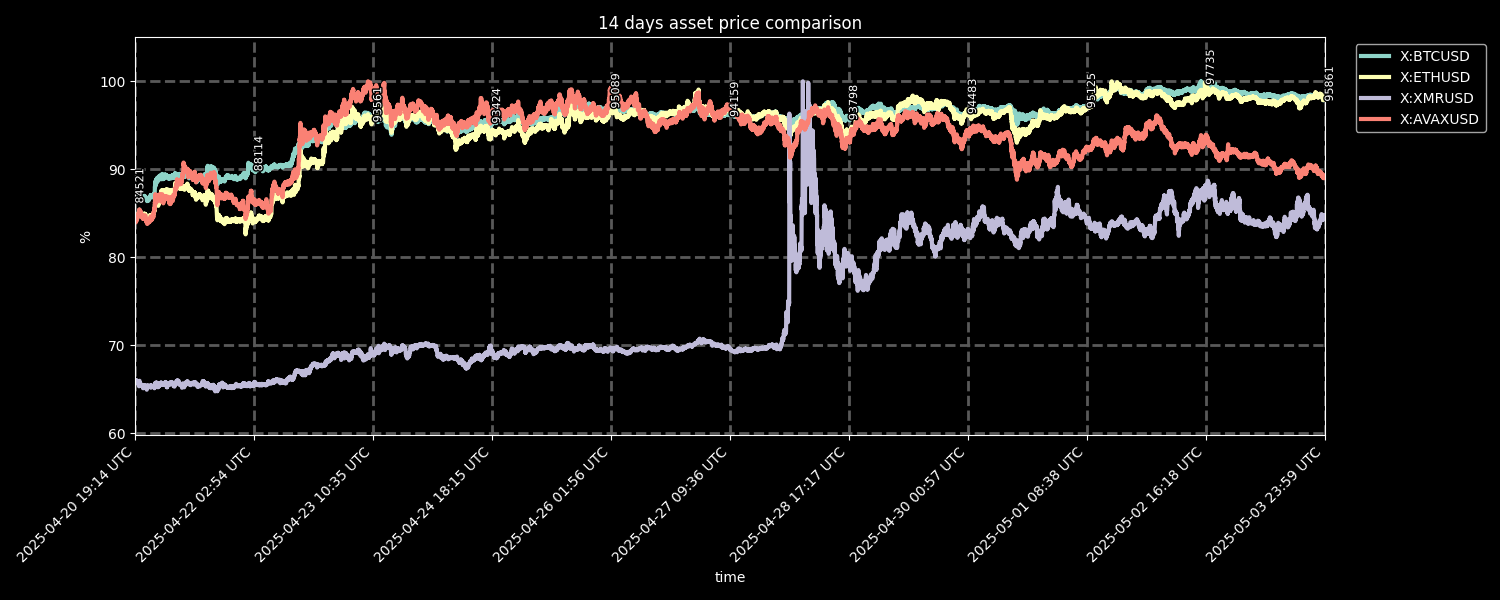 14 days asset price comparison
X:BTCUSD
X:ETHUSD
X:XMRUSD
X:AVAXUSD
100
90
80
70
60
%
84521
88114
93424
95089
94159
93798
94483
95125
97735
95861
2025-04-20 19:14 UTC
2025-04-22 02:54 UTC
2025-04-23 10:35 UTC
2025-04-24 18:15 UTC
2025-04-26 01:56 UTC
2025-04-27 09:36 UTC
2025-04-28 17:17 UTC
2025-04-30 00:57 UTC
2025-05-01 08:38 UTC
2025-05-02 16:18 UTC
2025-05-03 23:59 UTC
time